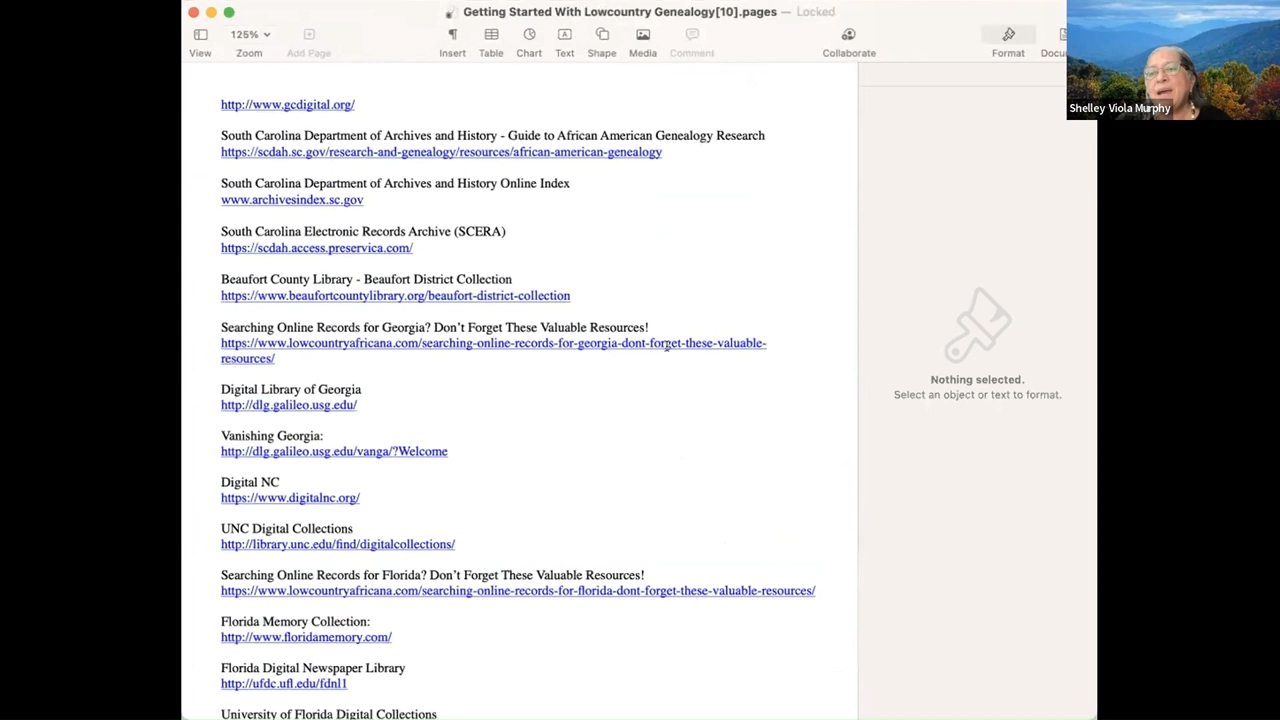 Getting Started With Lowcountry Genealogy[10].pages — Locked
125%
View
Zoom
Add Page
Insert
Table
Chart
Text
Shape
Media
Comment
Collaborate
Format
Shelley Viola Murphy
http://www.gcdigital.org/
South Carolina Department of Archives and History - Guide to African American Genealogy Research
https://scdah.sc.gov/research-and-genealogy/resources/african-american-genealogy
South Carolina Department of Archives and History Online Index
www.archivesindex.sc.gov
South Carolina Electronic Records Archive (SCERA)
https://scdah.access.preservica.com/
Beaufort County Library - Beaufort District Collection
https://www.beaufortcountylibrary.org/beaufort-district-collection
Searching Online Records for Georgia? Don’t Forget These Valuable Resources!
https://www.lowcountryafricana.com/searching-online-records-for-georgia-dont-forget-these-valuable-
resources/
Digital Library of Georgia
http://dlg.galileo.usg.edu/
Vanishing Georgia:
http://dlg.galileo.usg.edu/vanga/?Welcome
Digital NC
https://www.digitalnc.org/
UNC Digital Collections
http://library.unc.edu/find/digitalcollections/
Searching Online Records for Florida? Don’t Forget These Valuable Resources!
https://www.lowcountryafricana.com/searching-online-records-for-florida-dont-forget-these-valuable-resources/
Florida Memory Collection:
http://www.floridamemory.com/
Florida Digital Newspaper Library
http://ufdc.ufl.edu/fdnl1
University of Florida Digital Collections
Nothing selected.
Select an object or text to format.